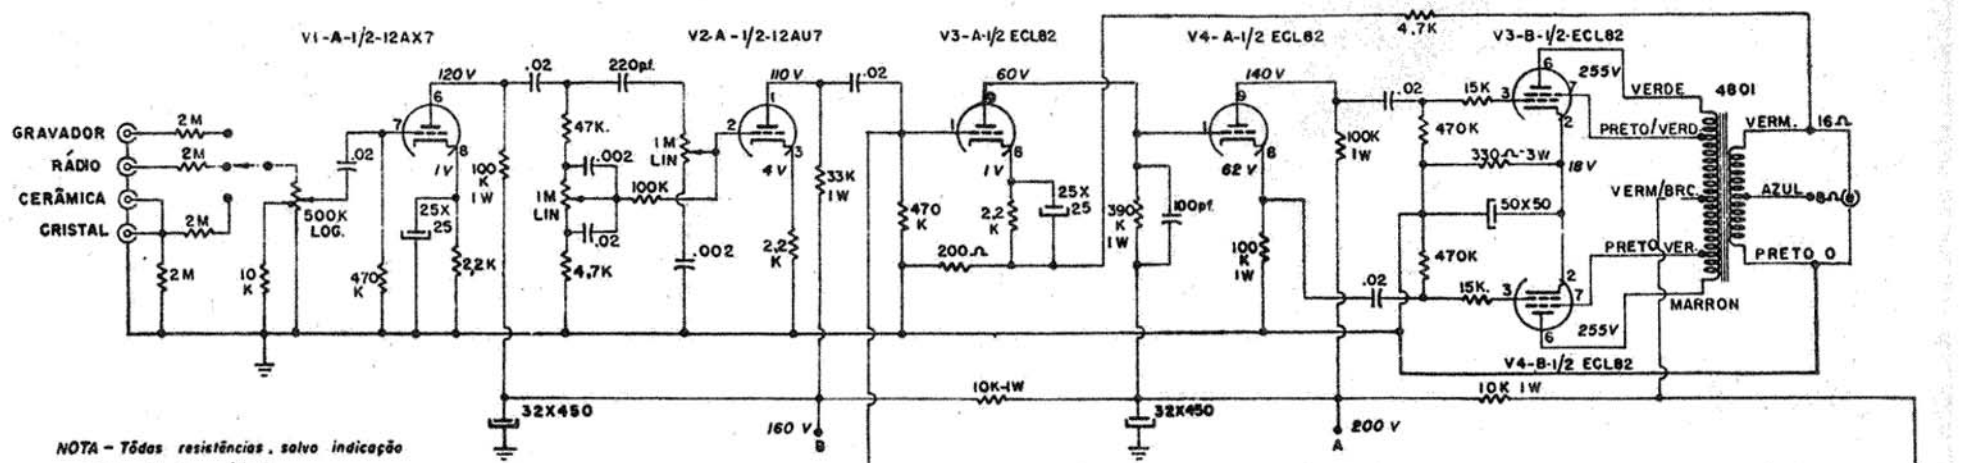 V1-A-1/2-12AX7
V2-A-1/2-12AU7
V3-A-1/2 ECL82
V4-A-1/2 ECL82
V3-B-1/2-ECL82
4.7K
120V
.02
220pf.
110V
.02
60V
140V
.02
15K
255V
VERDE
4801
GRAVADOR
2M
RÁDIO
2M
CERÂMICA
CRISTAL
2M
2M
10
K
500K
LOG.
.02
470
K
7
6
8
1V
25X
25
2,2K
100
K
1W
47K.
.002
1M
LIN
.02
4,7K
100K
1M
LIN
.002
2
1
3
4V
2,2
K
33K
1W
1
9
8
1V
470
K
200Ω
2,2
K
25X
25
390
K
1W
100pf.
1
9
8
62V
100
K
1W
100K
1W
470K
330Ω-3W
18V
50X50
470K
.02
15K.
3
6
7
2
2
3
7
6
255V
PRETO/VERD.
VERM/BRC.
PRETO VER.
MARRON
VERM.
16Ω
AZUL
8Ω
PRETO 0
V4-B-1/2 ECL82
32X450
160V
B
10K-1W
32X450
A
200 V
10K 1W
NOTA - Tôdas resistências, salvo indicação